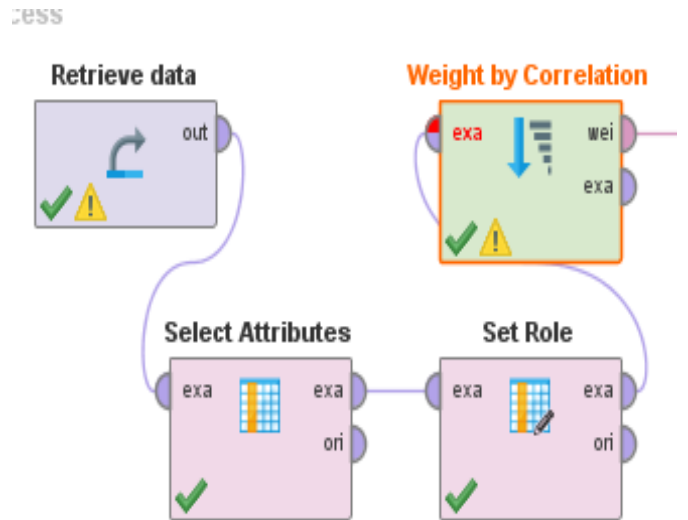 cess
Retrieve data
out
Weight by Correlation
exa
wei
exa
Select Attributes
exa
exa
ori
Set Role
exa
exa
ori